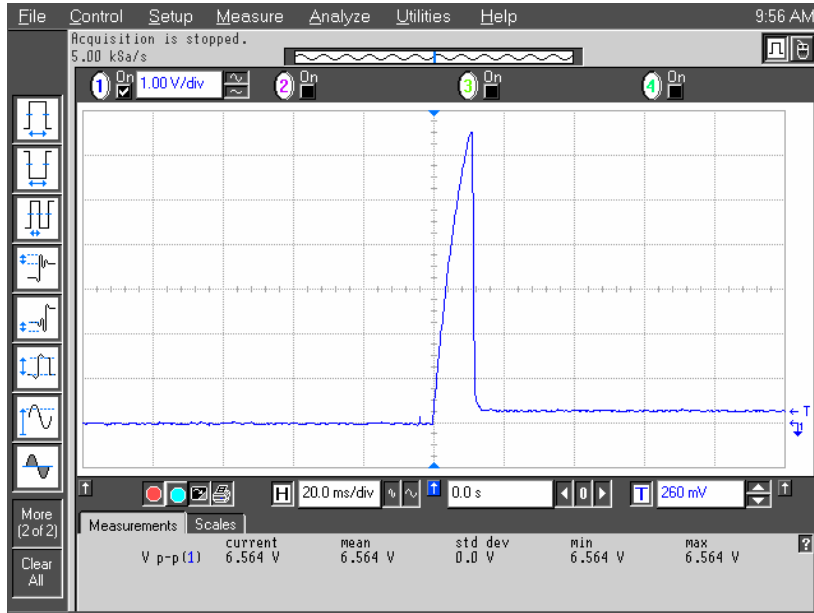 File Control Setup Measure Analyze Utilities Help 9:56 AM
Acquisition is stopped.
5.00 kSa/s
1 On 1.00 V/div 2 On 3 On 4 On
T
1
More
(2 of 2)
Clear
All
H 20.0 ms/div 0.0 s 0 T 260 mV
Measurements Scales
current mean std dev min max
V p-p(1) 6.564 V 6.564 V 0.0 V 6.564 V 6.564 V
?